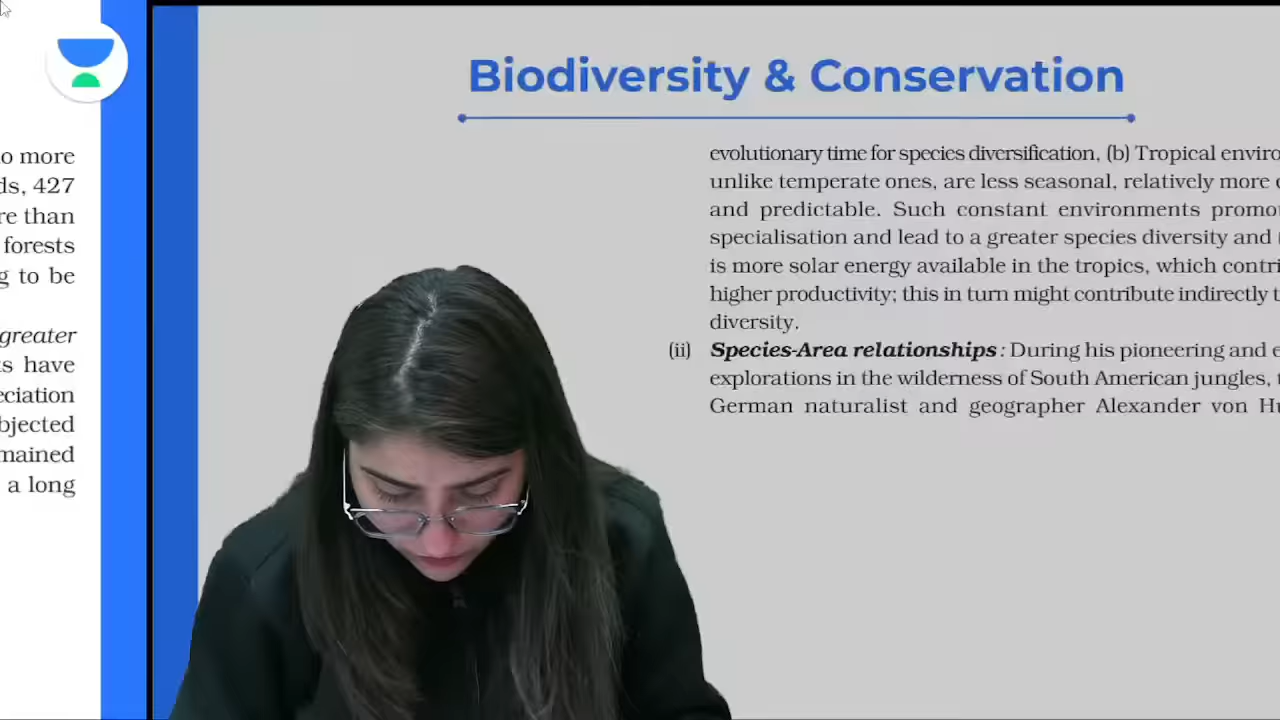 o more
ds, 427
re than
forests
g to be
greater
s have
eciation
bjected
mained
a long
Biodiversity & Conservation
evolutionary time for species diversification, (b) Tropical enviro
unlike temperate ones, are less seasonal, relatively more
and predictable. Such constant environments promo
specialisation and lead to a greater species diversity and
is more solar energy available in the tropics, which contri
higher productivity; this in turn might contribute indirectly t
diversity.
(ii) Species-Area relationships : During his pioneering and e
explorations in the wilderness of South American jungles, t
German naturalist and geographer Alexander von Hu